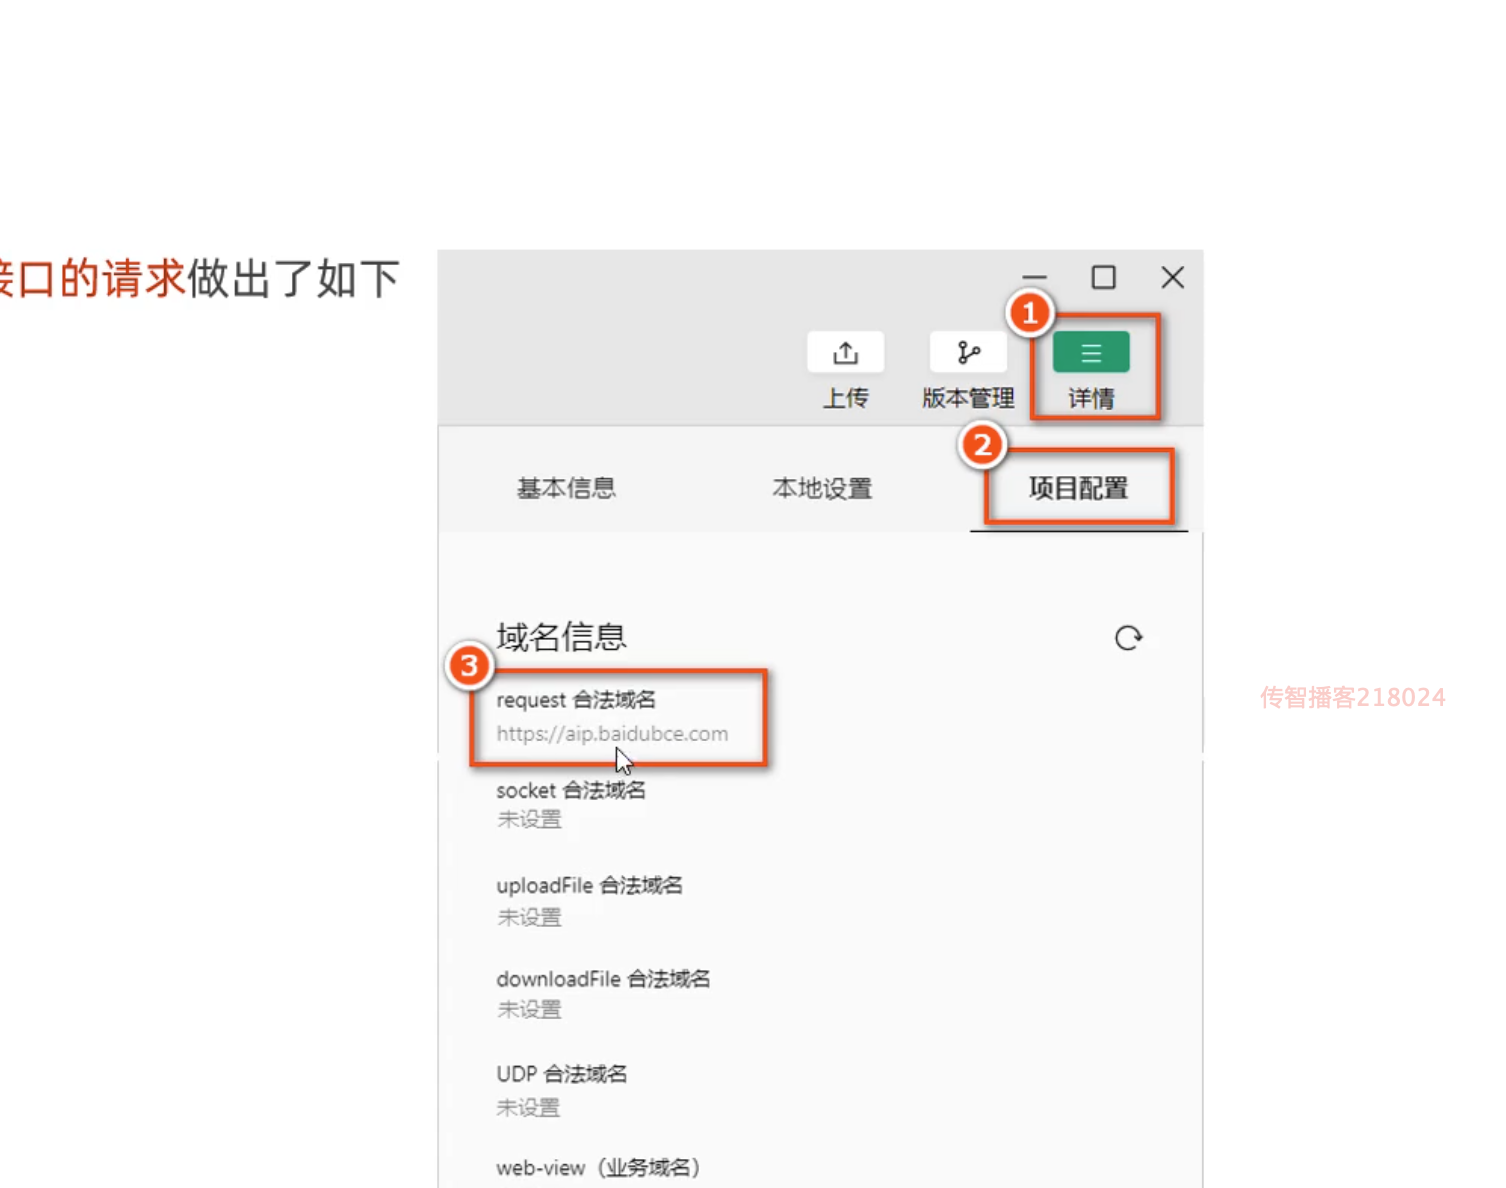 接口的请求做出了如下
1
上传
版本管理
详情
2
基本信息
本地设置
项目配置
域名信息
3
request 合法域名
https://aip.baidubce.com
socket 合法域名
未设置
uploadFile 合法域名
未设置
downloadFile 合法域名
未设置
UDP 合法域名
未设置
web-view（业务域名）
传智播客218024